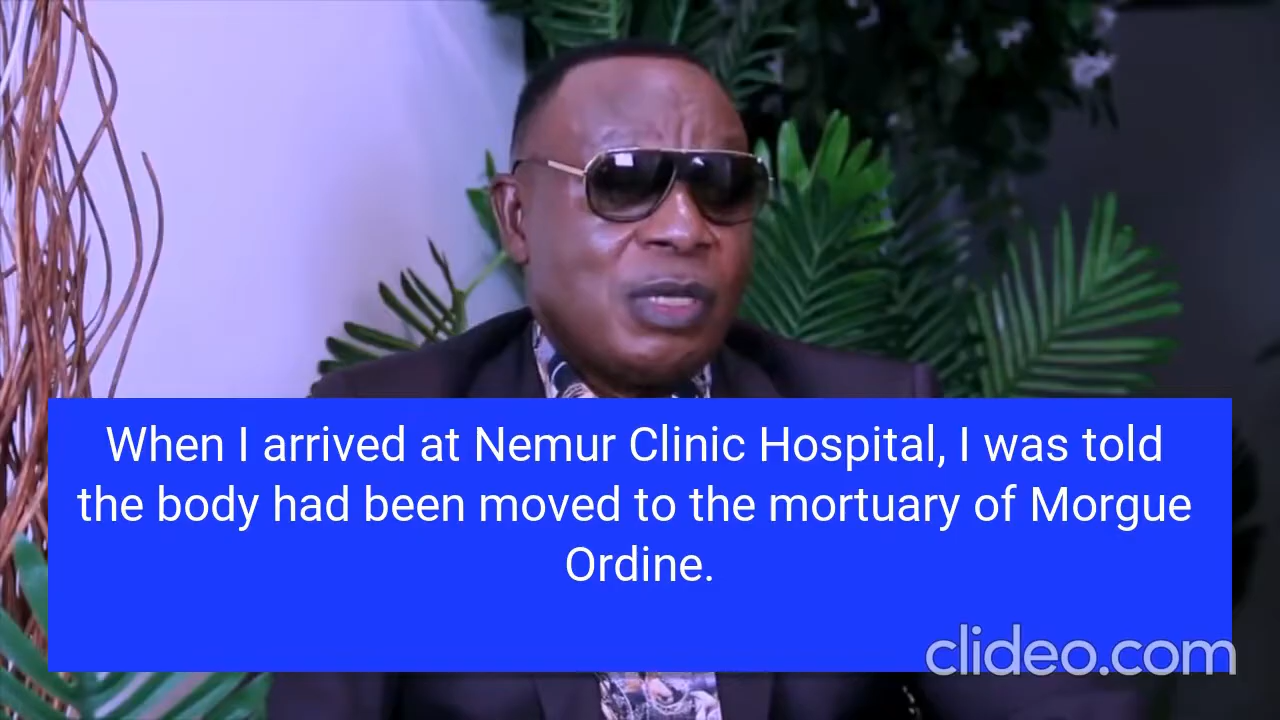 When I arrived at Nemur Clinic Hospital, I was told
the body had been moved to the mortuary of Morgue
Ordine.
clideo.com